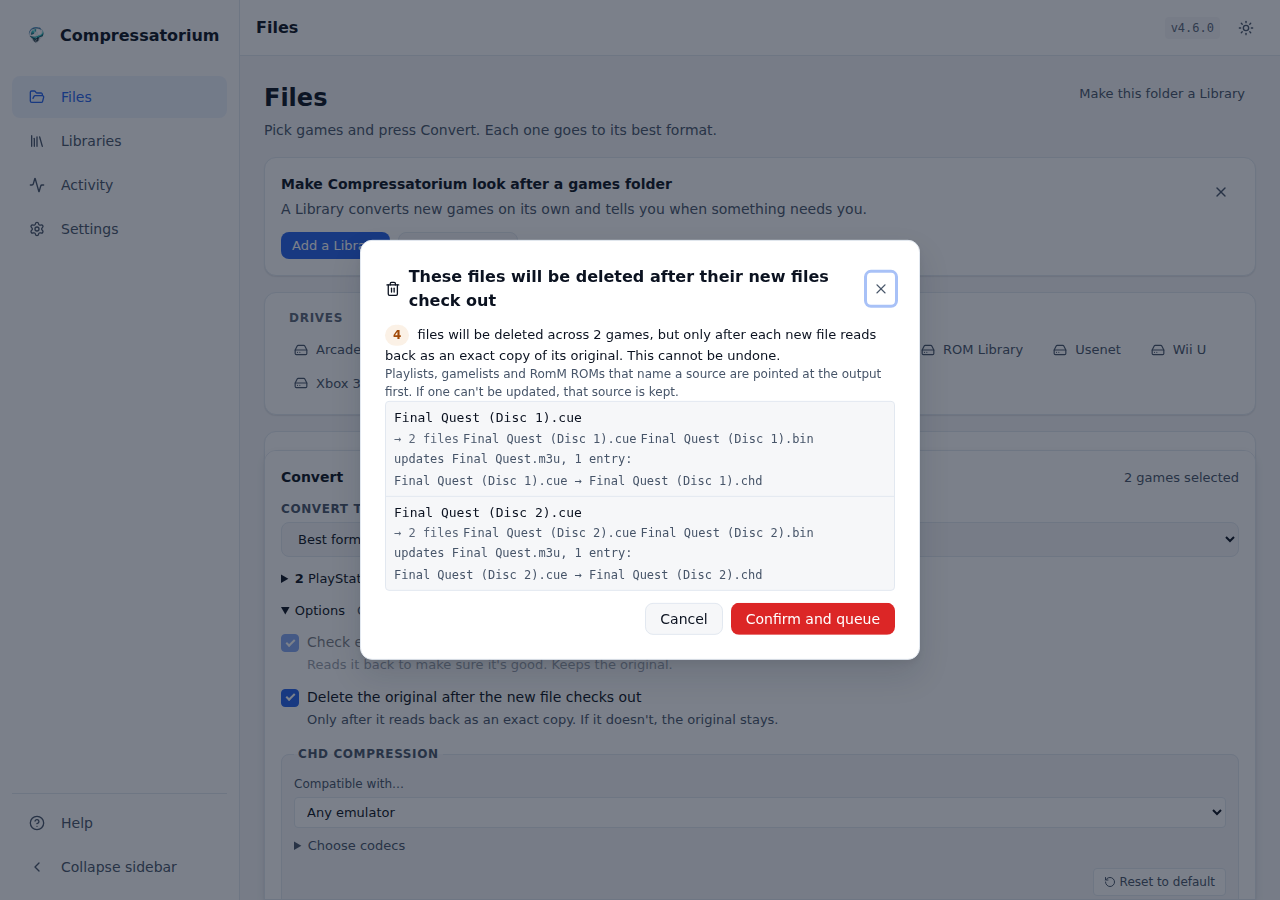 Compressatorium
Files
Libraries
Activity
Settings
Help
Collapse sidebar
Files
v4.6.0
Files
Make this folder a Library
Pick games and press Convert. Each one goes to its best format.
Make Compressatorium look after a games folder
A Library converts new games on its own and tells you when something needs you.
Add a Libra
DRIVES
Arcade
ROM Library
Usenet
Wii U
Xbox 3
Convert
2 games selected
CONVERT T
Best form
2 PlayStat
Options
Check e
Reads it back to make sure it's good. Keeps the original.
Delete the original after the new file checks out
Only after it reads back as an exact copy. If it doesn't, the original stays.
CHD COMPRESSION
Compatible with...
Any emulator
Choose codecs
Reset to default
These files will be deleted after their new files
check out
4 files will be deleted across 2 games, but only after each new file reads
back as an exact copy of its original. This cannot be undone.
Playlists, gamelists and RomM ROMs that name a source are pointed at the output
first. If one can't be updated, that source is kept.
Final Quest (Disc 1).cue
→ 2 files Final Quest (Disc 1).cue Final Quest (Disc 1).bin
updates Final Quest.m3u, 1 entry:
Final Quest (Disc 1).cue → Final Quest (Disc 1).chd
Final Quest (Disc 2).cue
→ 2 files Final Quest (Disc 2).cue Final Quest (Disc 2).bin
updates Final Quest.m3u, 1 entry:
Final Quest (Disc 2).cue → Final Quest (Disc 2).chd
Cancel
Confirm and queue